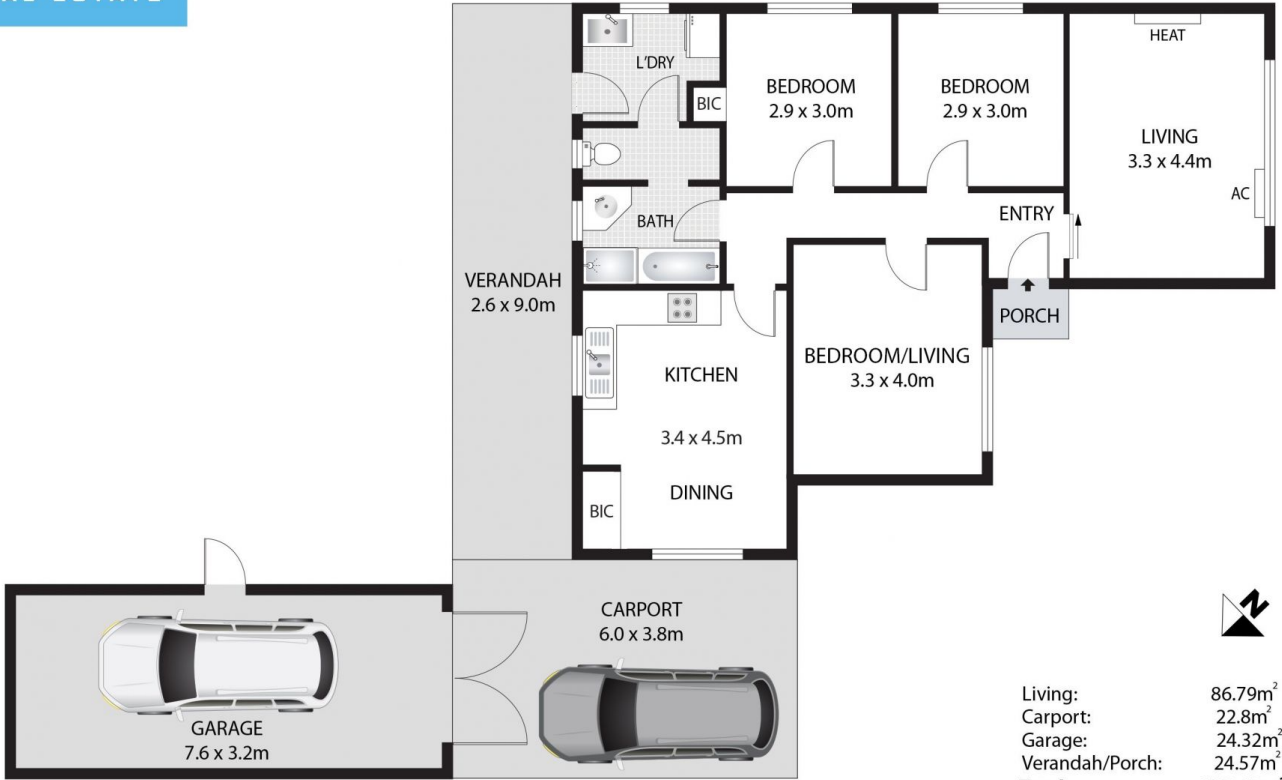 L'DRY
BIC
BEDROOM
2.9 x 3.0m
BEDROOM
2.9 x 3.0m
HEAT
LIVING
3.3 x 4.4m
AC
BATH
ENTRY
VERANDAH
2.6 x 9.0m
PORCH
KITCHEN
3.4 x 4.5m
DINING
BIC
BEDROOM/LIVING
3.3 x 4.0m
CARPORT
6.0 x 3.8m
GARAGE
7.6 x 3.2m
N
Living: 86.79m²
Carport: 22.8m²
Garage: 24.32m²
Verandah/Porch: 24.57m²